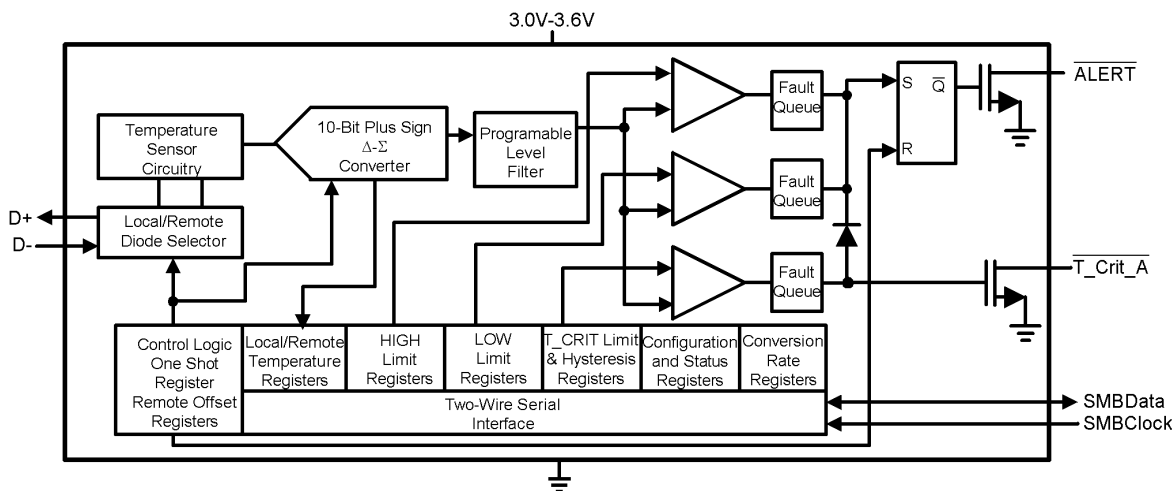 3.0V-3.6V
Temperature
Sensor
Circuitry
10-Bit Plus Sign
Δ-Σ
Converter
Programable
Level
Filter
Fault
Queue
S
Q
R
ALERT
Fault
Queue
D+
D-
Local/Remote
Diode Selector
Fault
Queue
T_Crit_A
Control Logic
One Shot
Register
Remote Offset
Registers
Local/Remote
Temperature
Registers
HIGH
Limit
Registers
LOW
Limit
Registers
T_CRIT Limit
& Hysteresis
Registers
Configuration
and Status
Registers
Conversion
Rate
Registers
Two-Wire Serial
Interface
SMBData
SMBClock